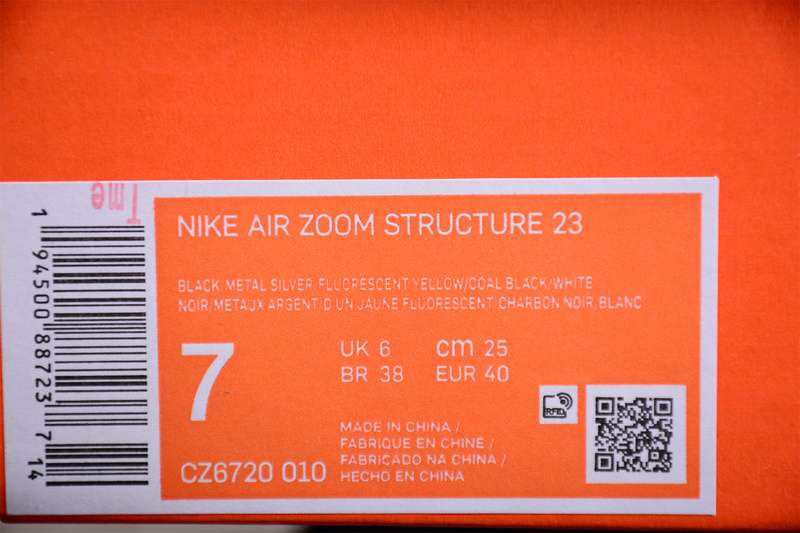 Time
NIKE AIR ZOOM STRUCTURE 23
BLACK METAL SILVER FLUORESCENT YELLOW/COAL BLACK/WHITE
NOIR/METAUX ARGENT D UN JAUNE FLUORESCENT/CHARBON NOIR/BLANC
7
UK 6 cm 25
BR 38 EUR 40
MADE IN CHINA /
FABRIQUE EN CHINE /
FABRICADO NA CHINA /
HECHO EN CHINA
CZ6720 010
RFID
1 94500 88723 7 14